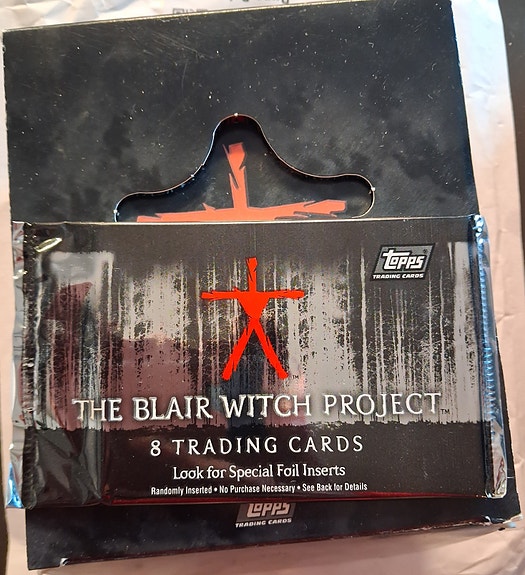 Topps
TRADING CARDS
THE BLAIR WITCH PROJECT™
8 TRADING CARDS
Look for Special Foil Inserts
Randomly Inserted • No Purchase Necessary • See Back for Details
Topps
TRADING CARDS